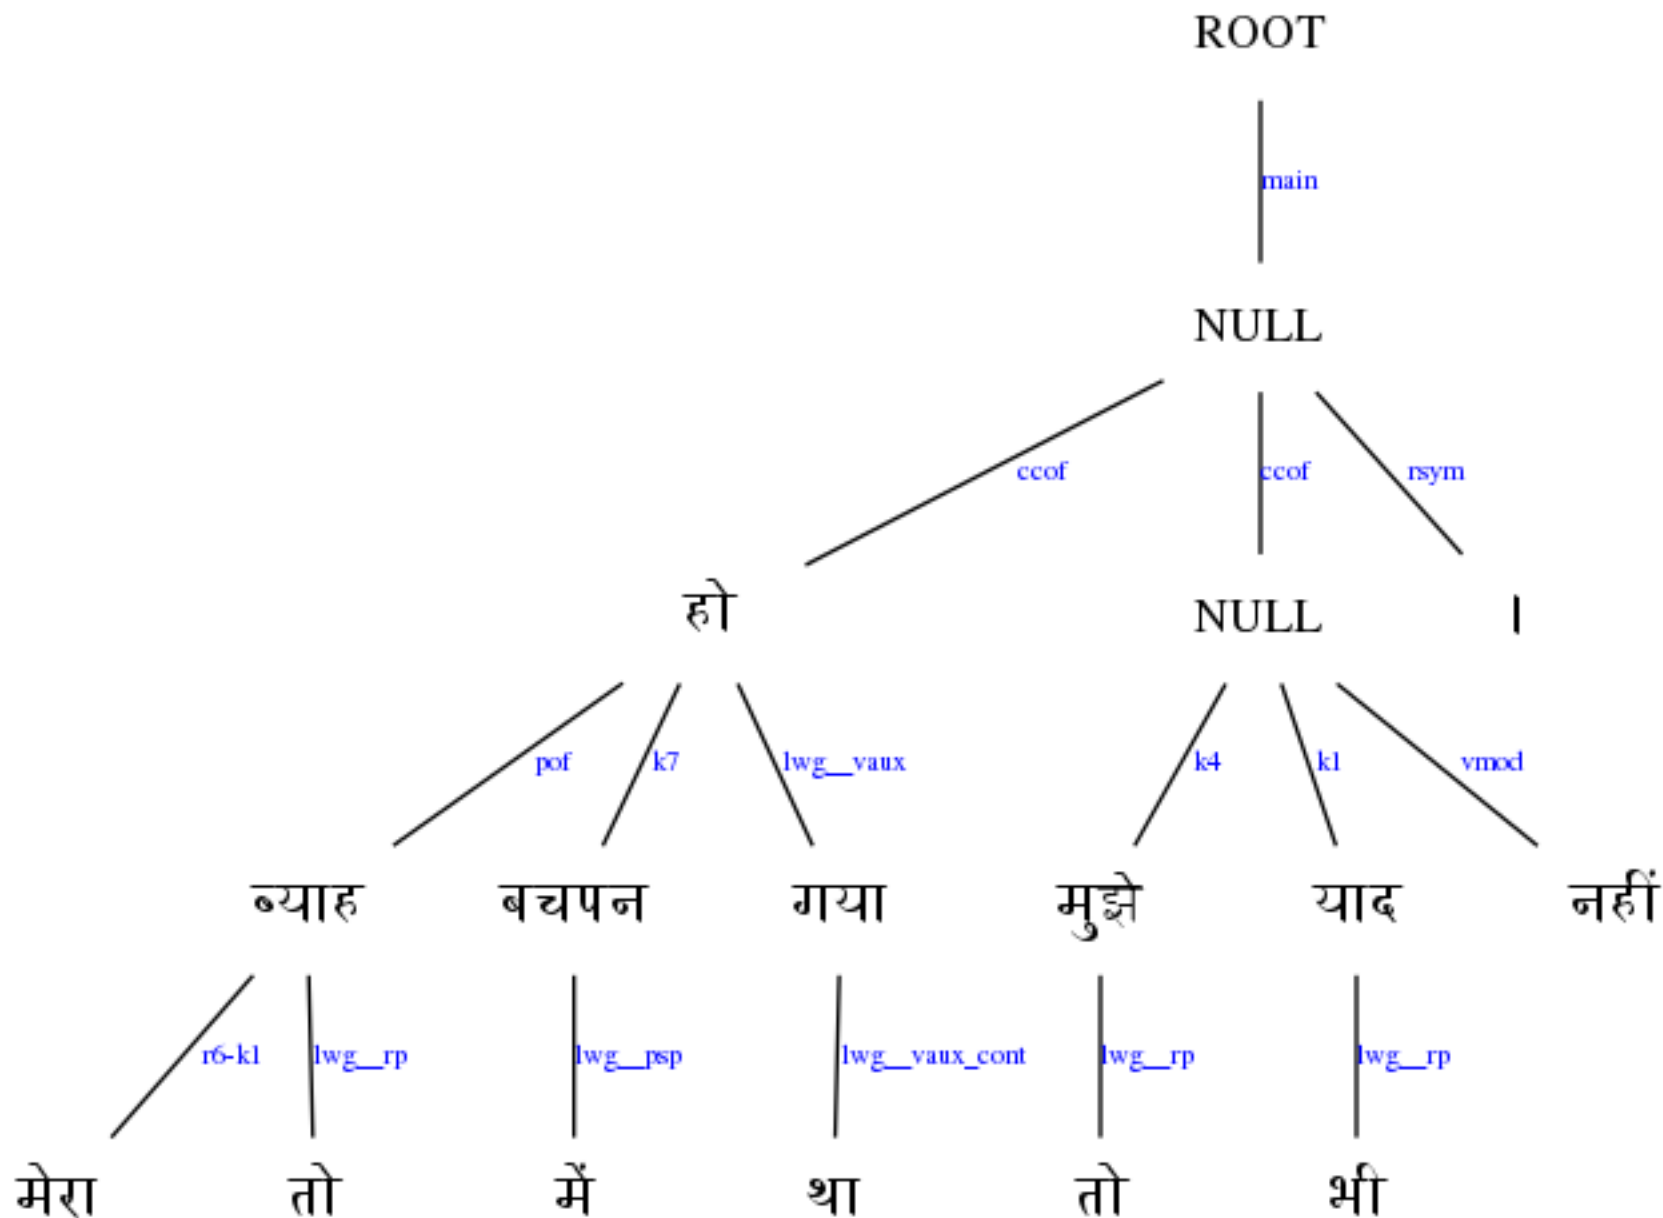 ROOT
main
NULL
ccof ccof rsym
हो NULL ।
pof k7 lwg__vaux k4 k1 vmod
ब्याह बचपन गया मुझे याद नहीं
r6-k1 lwg__rp lwg__psp lwg__vaux_cont lwg__rp lwg__rp
मेरा तो में था तो भी